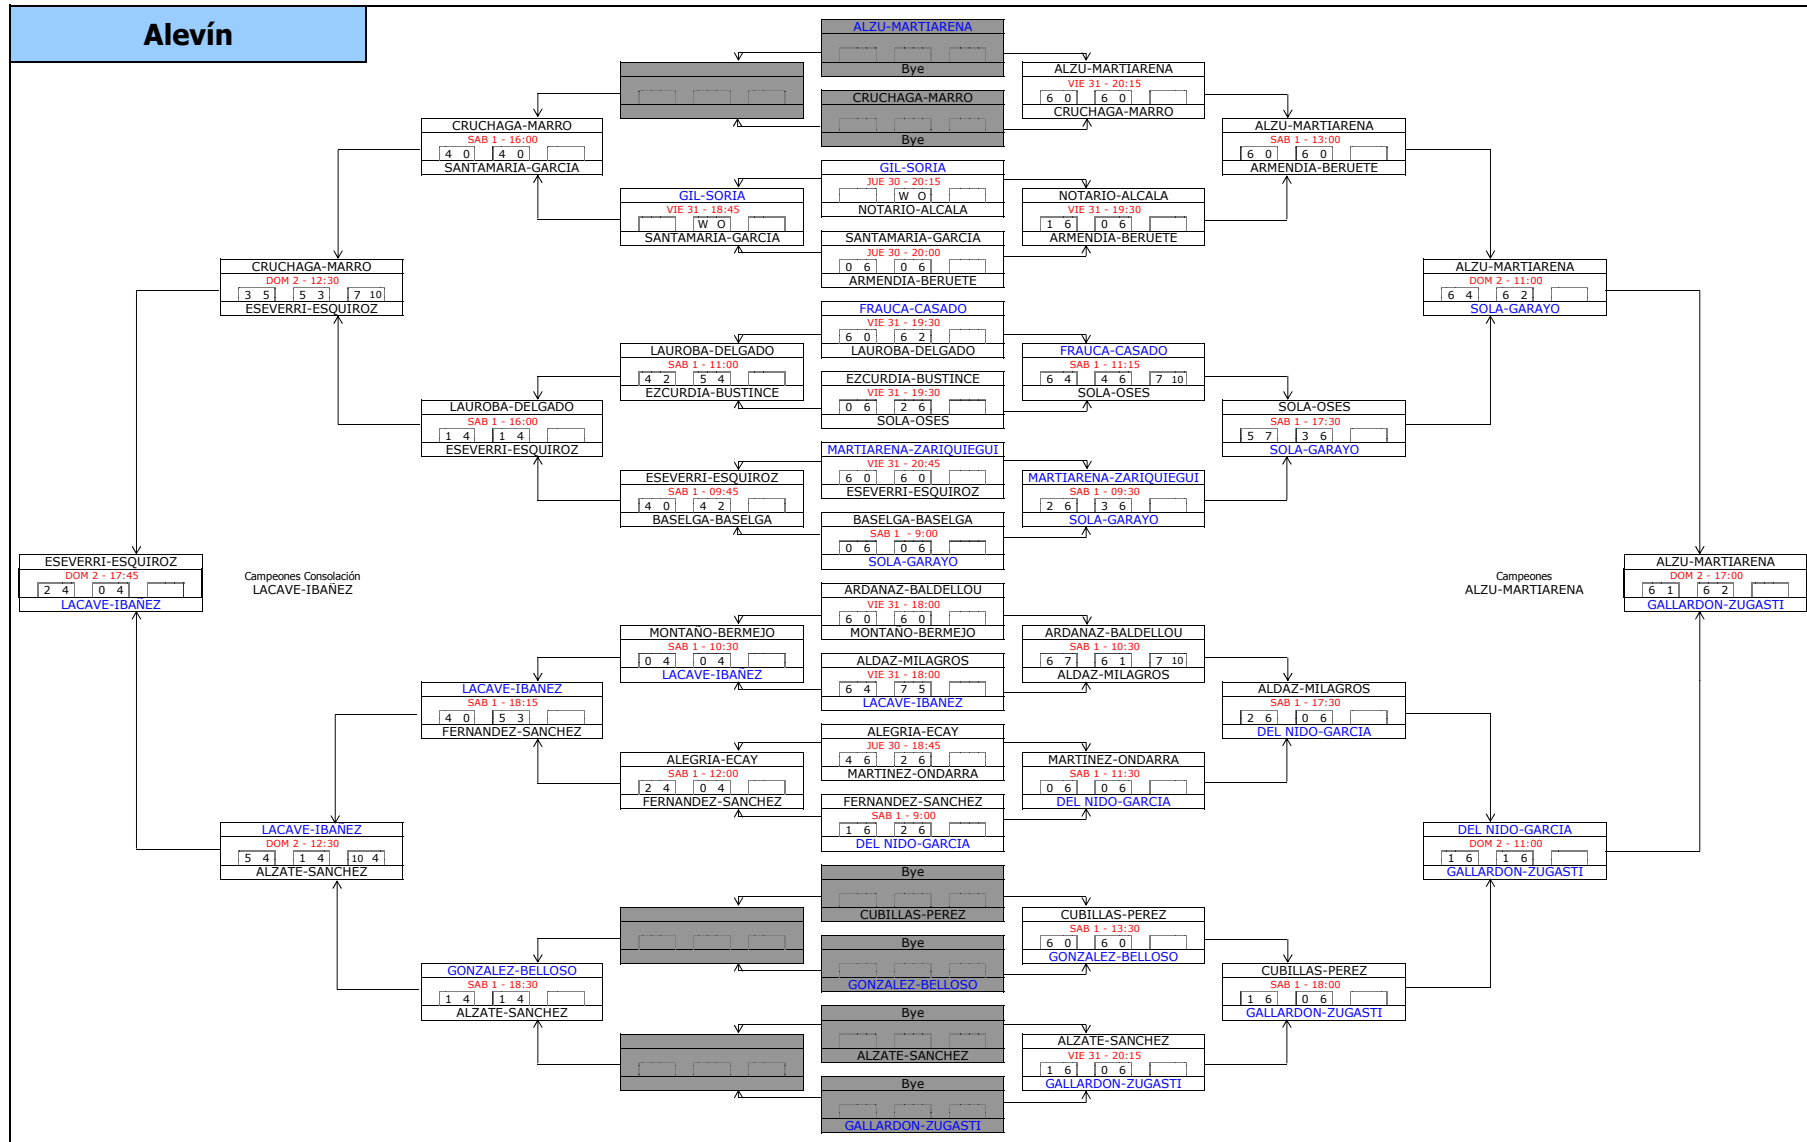 Alevín
ESEVERRI-ESQUIROZ
DOM 2 - 17:45
2 4 0 4
LACAVE-IBAÑEZ
Campeones Consolación
LACAVE-IBAÑEZ
CRUCHAGA-MARRO
DOM 2 - 12:30
3 5 5 3 7 10
ESEVERRI-ESQUIROZ
LACAVE-IBAÑEZ
DOM 2 - 12:30
5 4 1 4 10 4
ALZATE-SANCHEZ
CRUCHAGA-MARRO
SAB 1 - 16:00
4 0 4 0
SANTAMARIA-GARCIA
LAUROBA-DELGADO
SAB 1 - 16:00
1 4 1 4
ESEVERRI-ESQUIROZ
LACAVE-IBAÑEZ
SAB 1 - 18:15
4 0 5 3
FERNANDEZ-SANCHEZ
GONZALEZ-BELLOSO
SAB 1 - 18:30
1 4 1 4
ALZATE-SANCHEZ
GIL-SORIA
VIE 31 - 18:45
W O
SANTAMARIA-GARCIA
LAUROBA-DELGADO
SAB 1 - 11:00
4 2 5 4
EZCURDIA-BUSTINCE
ESEVERRI-ESQUIROZ
SAB 1 - 09:45
4 0 4 2
BASELGA-BASELGA
MONTAÑO-BERMEJO
SAB 1 - 10:30
0 4 0 4
LACAVE-IBAÑEZ
ALEGRIA-ECAY
SAB 1 - 12:00
2 4 0 4
FERNANDEZ-SANCHEZ
ALZU-MARTIARENA
Bye
CRUCHAGA-MARRO
Bye
GIL-SORIA
JUE 30 - 20:15
W O
NOTARIO-ALCALA
SANTAMARIA-GARCIA
JUE 30 - 20:00
0 6 0 6
ARMENDIA-BERUETE
FRAUCA-CASADO
VIE 31 - 19:30
6 0 6 2
LAUROBA-DELGADO
EZCURDIA-BUSTINCE
VIE 31 - 19:30
0 6 2 6
SOLA-OSES
MARTIARENA-ZARIQUIEGUI
VIE 31 - 20:45
6 0 6 0
ESEVERRI-ESQUIROZ
BASELGA-BASELGA
SAB 1 - 9:00
0 6 0 6
SOLA-GARAYO
ARDANAZ-BALDELLOU
VIE 31 - 18:00
6 0 6 0
MONTAÑO-BERMEJO
ALDAZ-MILAGROS
VIE 31 - 18:00
6 4 7 5
LACAVE-IBAÑEZ
ALEGRIA-ECAY
JUE 30 - 18:45
4 6 2 6
MARTINEZ-ONDARRA
FERNANDEZ-SANCHEZ
SAB 1 - 9:00
1 6 2 6
DEL NIDO-GARCIA
Bye
CUBILLAS-PEREZ
Bye
GONZALEZ-BELLOSO
Bye
ALZATE-SANCHEZ
Bye
GALLARDON-ZUGASTI
ALZU-MARTIARENA
VIE 31 - 20:15
6 0 6 0
CRUCHAGA-MARRO
NOTARIO-ALCALA
VIE 31 - 19:30
1 6 0 6
ARMENDIA-BERUETE
FRAUCA-CASADO
SAB 1 - 11:15
6 4 4 6 7 10
SOLA-OSES
MARTIARENA-ZARIQUIEGUI
SAB 1 - 09:30
2 6 3 6
SOLA-GARAYO
ARDANAZ-BALDELLOU
SAB 1 - 10:30
6 7 6 1 7 10
ALDAZ-MILAGROS
MARTINEZ-ONDARRA
SAB 1 - 11:30
0 6 0 6
DEL NIDO-GARCIA
CUBILLAS-PEREZ
SAB 1 - 13:30
6 0 6 0
GONZALEZ-BELLOSO
ALZATE-SANCHEZ
VIE 31 - 20:15
1 6 0 6
GALLARDON-ZUGASTI
ALZU-MARTIARENA
SAB 1 - 13:00
6 0 6 0
ARMENDIA-BERUETE
SOLA-OSES
SAB 1 - 17:30
5 7 3 6
SOLA-GARAYO
ALDAZ-MILAGROS
SAB 1 - 17:30
2 6 0 6
DEL NIDO-GARCIA
CUBILLAS-PEREZ
SAB 1 - 18:00
1 6 0 6
GALLARDON-ZUGASTI
ALZU-MARTIARENA
DOM 2 - 11:00
6 4 6 2
SOLA-GARAYO
DEL NIDO-GARCIA
DOM 2 - 11:00
1 6 1 6
GALLARDON-ZUGASTI
Campeones
ALZU-MARTIARENA
ALZU-MARTIARENA
DOM 2 - 17:00
6 1 6 2
GALLARDON-ZUGASTI